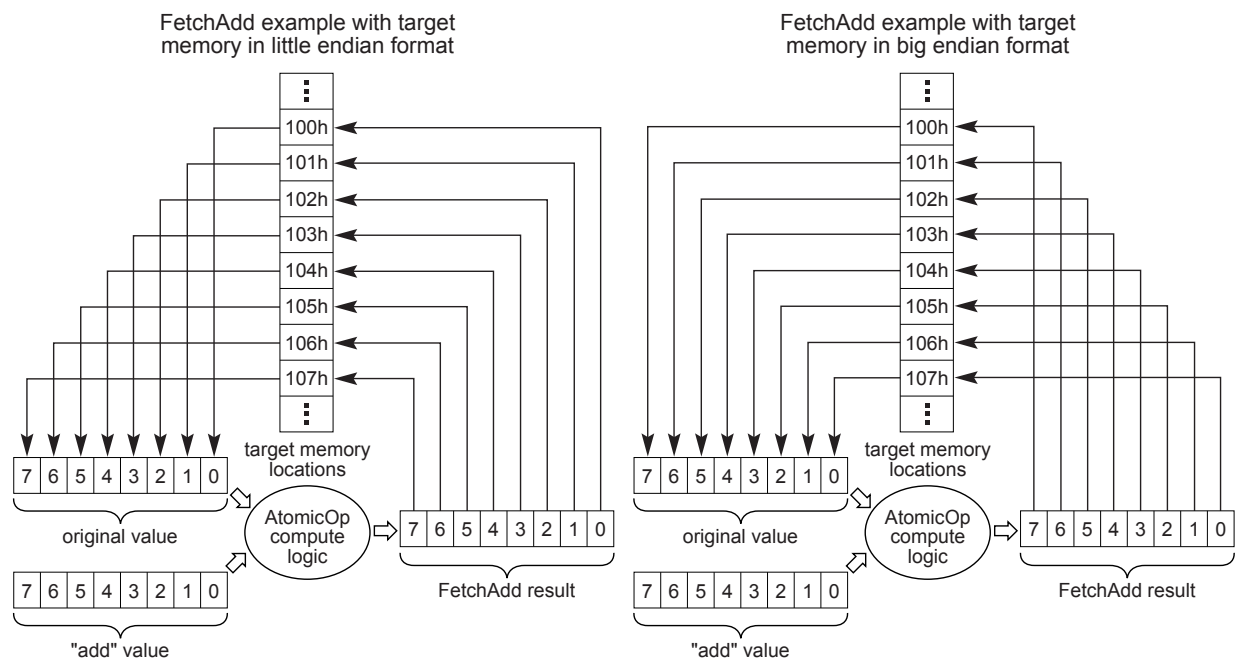 FetchAdd example with target
memory in little endian format
100h
101h
102h
103h
104h
105h
106h
107h
target memory
locations
7 6 5 4 3 2 1 0
original value
AtomicOp
compute
logic
7 6 5 4 3 2 1 0
FetchAdd result
7 6 5 4 3 2 1 0
"add" value
FetchAdd example with target
memory in big endian format
100h
101h
102h
103h
104h
105h
106h
107h
target memory
locations
7 6 5 4 3 2 1 0
original value
AtomicOp
compute
logic
7 6 5 4 3 2 1 0
FetchAdd result
7 6 5 4 3 2 1 0
"add" value